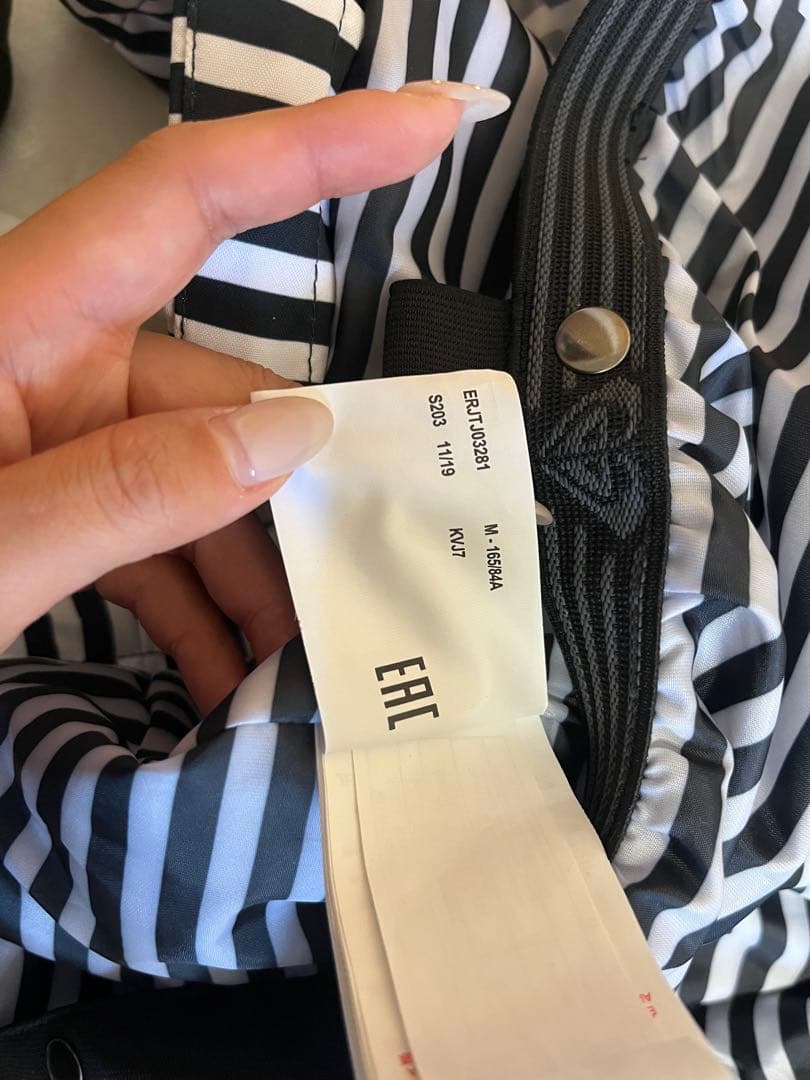 ERJTJ03281 M - 165/84A
S203 11/19 KVJ7
EAC